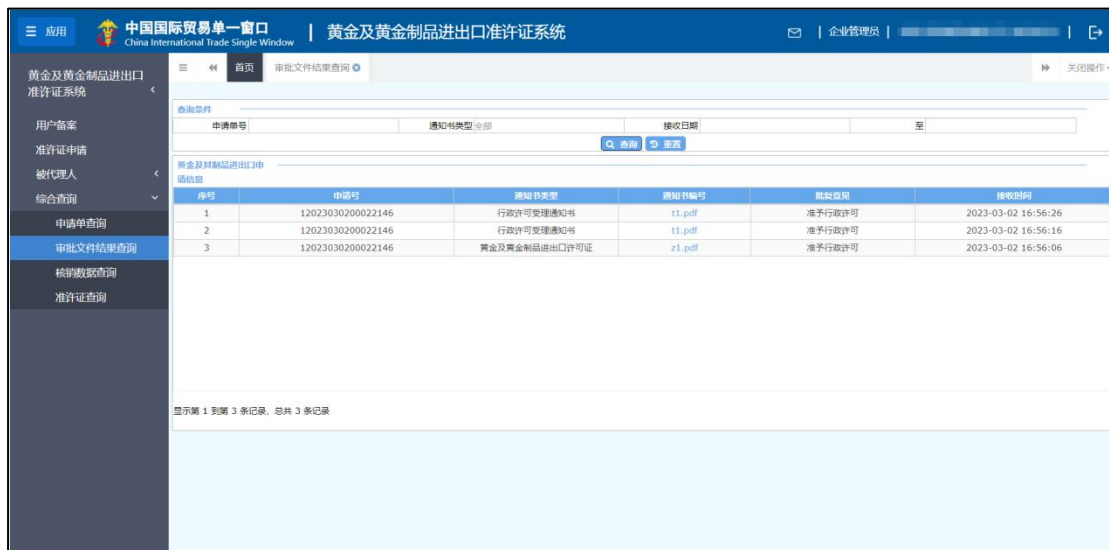 应用
中国国际贸易单一窗口
China International Trade Single Window
黄金及黄金制品进出口准许证系统
企业管理员
黄金及黄金制品进出口
准许证系统
用户备案
准许证申请
被代理人
综合查询
申请单查询
审批文件结果查询
核销数据查询
准许证查询
首页 审批文件结果查询 关闭操作
查询条件
申请单号 通知书类型 全部 接收日期 至
查询 重置
黄金及其制品进出口申
请信息
序号 申请号 通知书类型 通知书编号 批复意见 接收时间
1 12023030200022146 行政许可受理通知书 t1.pdf 准予行政许可 2023-03-02 16:56:26
2 12023030200022146 行政许可受理通知书 t1.pdf 准予行政许可 2023-03-02 16:56:16
3 12023030200022146 黄金及黄金制品进出口许可证 z1.pdf 准予行政许可 2023-03-02 16:56:06
显示第 1 到第 3 条记录，总共 3 条记录